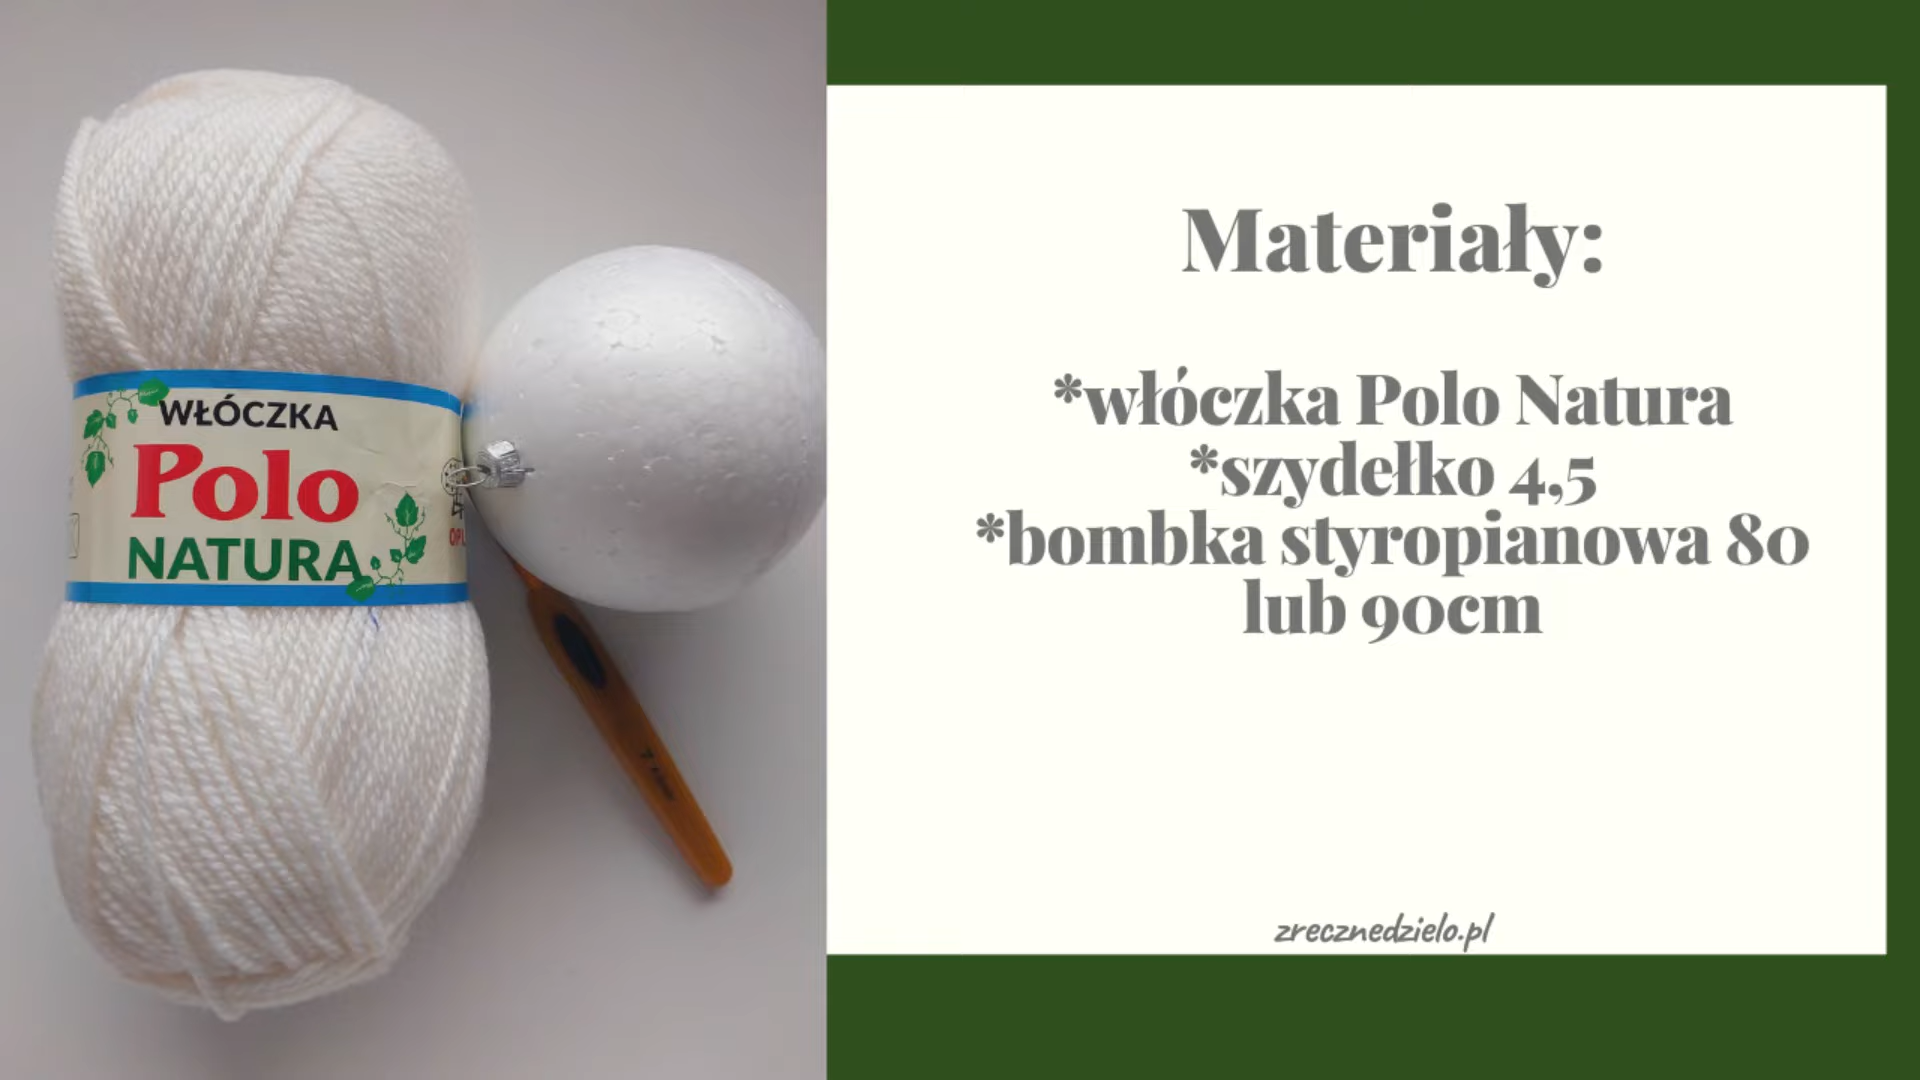 WŁÓCZKA
Polo
NATURA
Materiały:
*włóczka Polo Natura
*szydełko 4,5
*bombka styropianowa 80
lub 90cm
zrecznedzielo.pl